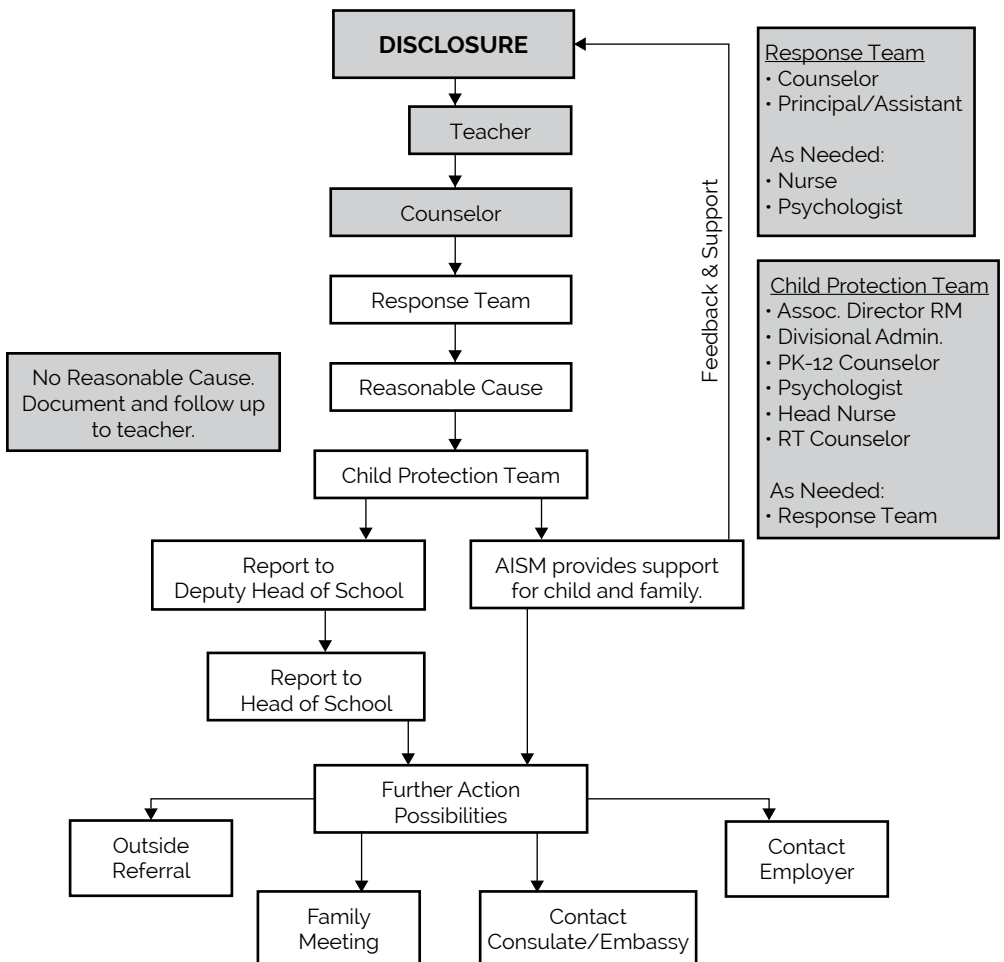 DISCLOSURE
Teacher
Counselor
Response Team
Reasonable Cause
No Reasonable Cause.
Document and follow up
to teacher.
Child Protection Team
Report to
Deputy Head of School
AISM provides support
for child and family.
Report to
Head of School
Further Action
Possibilities
Outside
Referral
Family
Meeting
Contact
Consulate/Embassy
Contact
Employer
Feedback & Support
Response Team
• Counselor
• Principal/Assistant
As Needed:
• Nurse
• Psychologist
Child Protection Team
• Assoc. Director RM
• Divisional Admin.
• PK-12 Counselor
• Psychologist
• Head Nurse
• RT Counselor
As Needed:
• Response Team